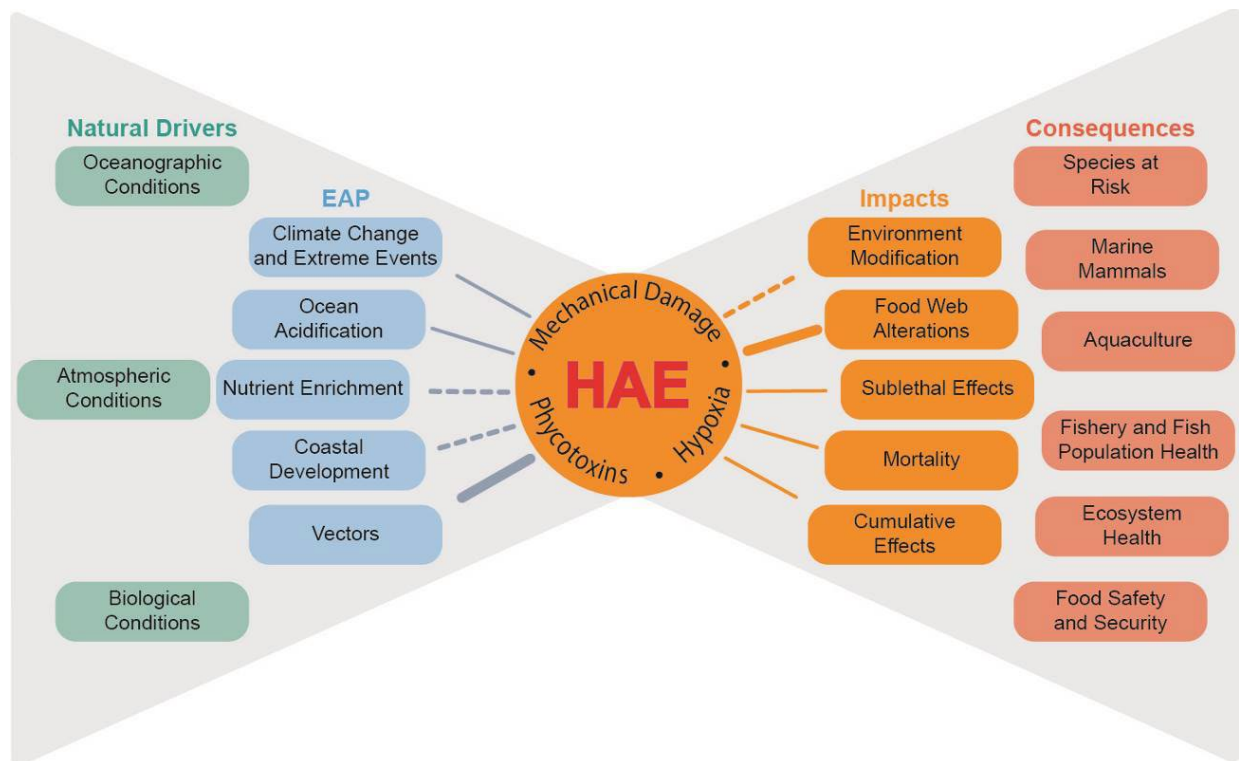 Natural Drivers
Oceanographic
Conditions
Atmospheric
Conditions
Biological
Conditions
EAP
Climate Change
and Extreme Events
Ocean
Acidification
Nutrient Enrichment
Coastal
Development
Vectors
Mechanical Damage
HAE
Phycotoxins
Hypoxia
Impacts
Environment
Modification
Food Web
Alterations
Sublethal Effects
Mortality
Cumulative
Effects
Consequences
Species at
Risk
Marine
Mammals
Aquaculture
Fishery and Fish
Population Health
Ecosystem
Health
Food Safety
and Security